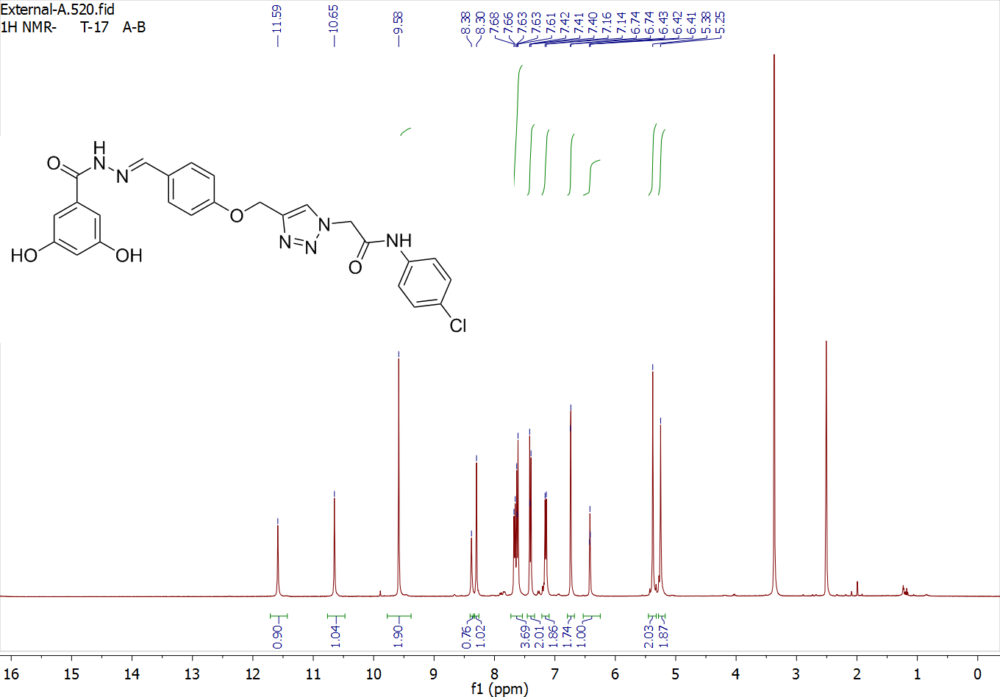 External-A.520.fid
1H NMR- T-17 A-B
11.59
10.65
9.58
8.38
8.30
7.68
7.66
7.63
7.63
7.61
7.42
7.41
7.40
7.16
7.14
6.74
6.74
6.43
6.42
6.41
5.38
5.25
H
O
NH
N
HO
OH
O
N
N
N
O
NH
Cl
0.90
1.04
1.90
0.76
1.02
3.69
2.01
1.86
1.74
1.00
2.03
1.87
16 15 14 13 12 11 10 9 8 7 6 5 4 3 2 1 0
f1 (ppm)